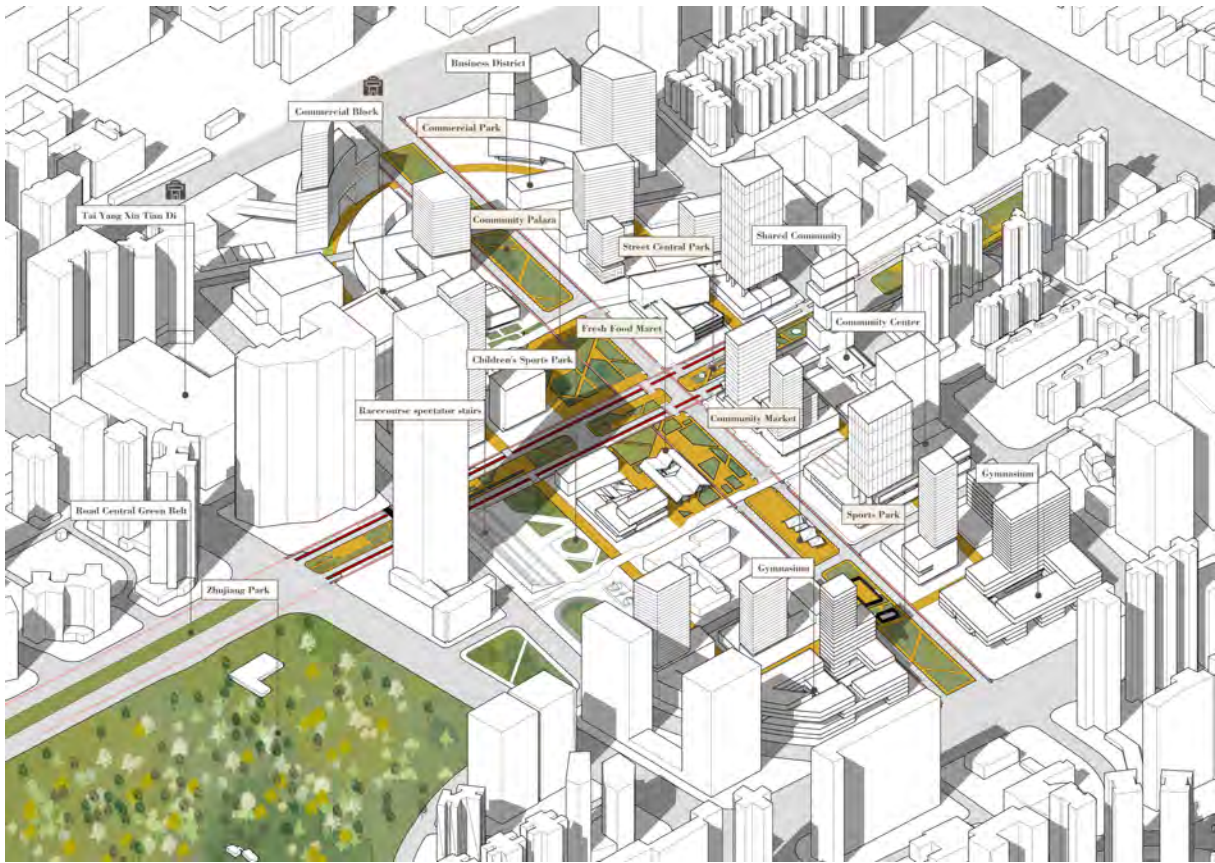 Business District
Commercial Block
Commercial Park
Tai Yang Xin Tian Di
Community Palaza
Street Central Park
Shared Community
Fresh Food Maret
Community Center
Children's Sports Park
Racecourse spectator stairs
Community Market
Gymnasium
Road Central Green Belt
Sports Park
Gymnasimu
Zhujiang Park